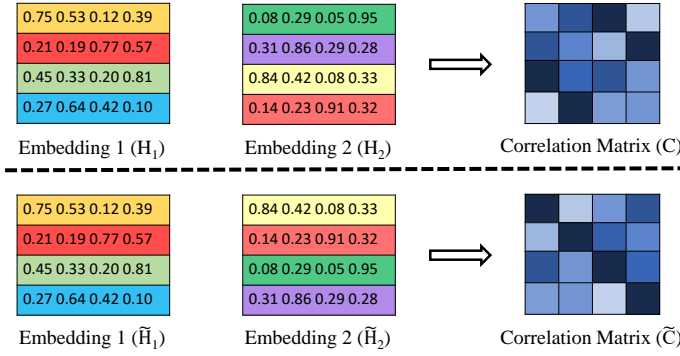 0.75 0.53 0.12 0.39
0.21 0.19 0.77 0.57
0.45 0.33 0.20 0.81
0.27 0.64 0.42 0.10
Embedding 1 (H₁)
0.08 0.29 0.05 0.95
0.31 0.86 0.29 0.28
0.84 0.42 0.08 0.33
0.14 0.23 0.91 0.32
Embedding 2 (H₂)
Correlation Matrix (C)
0.75 0.53 0.12 0.39
0.21 0.19 0.77 0.57
0.45 0.33 0.20 0.81
0.27 0.64 0.42 0.10
Embedding 1 (H̃₁)
0.84 0.42 0.08 0.33
0.14 0.23 0.91 0.32
0.08 0.29 0.05 0.95
0.31 0.86 0.29 0.28
Embedding 2 (H̃₂)
Correlation Matrix (C̃)